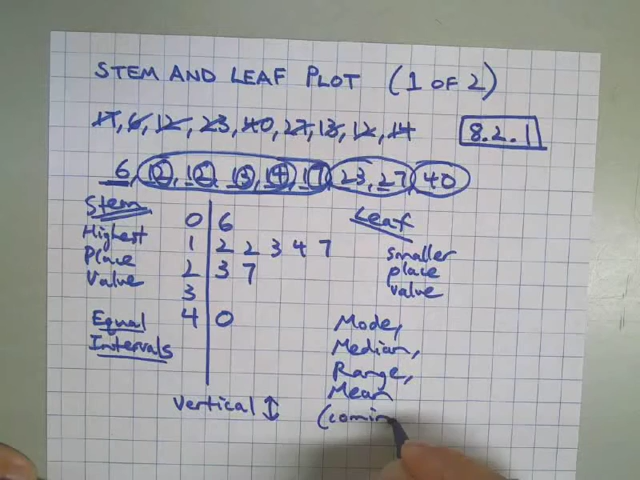 STEM AND LEAF PLOT (1 OF 2)
17, 6, 12, 23, 40, 27, 13, 12, 14
8.2.1
6, 12, 12, 13, 14, 17, 23, 27, 40
Stem
Highest
Place
Value
Equal
Intervals
0 | 6
1 | 2 2 3 4 7
2 | 3 7
3 |
4 | 0
Leaf
smaller
place
value
Mode,
Median,
Range,
Mean
(comin
Vertical ↕